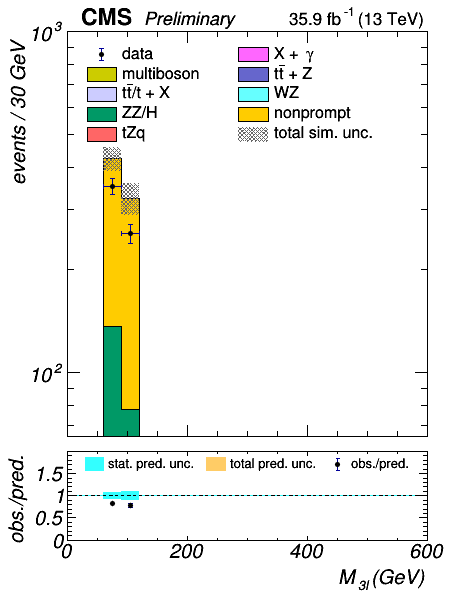 CMS Preliminary 35.9 fb⁻¹ (13 TeV)
10³
events / 30 GeV
data X + γ
multiboson tt̄ + Z
tt̄/t + X WZ
ZZ/H nonprompt
tZq total sim. unc.
10²
obs./pred.
stat. pred. unc. total pred. unc. obs./pred.
1.5
1
0.5
0
0 200 400 600
M₃ₗ (GeV)